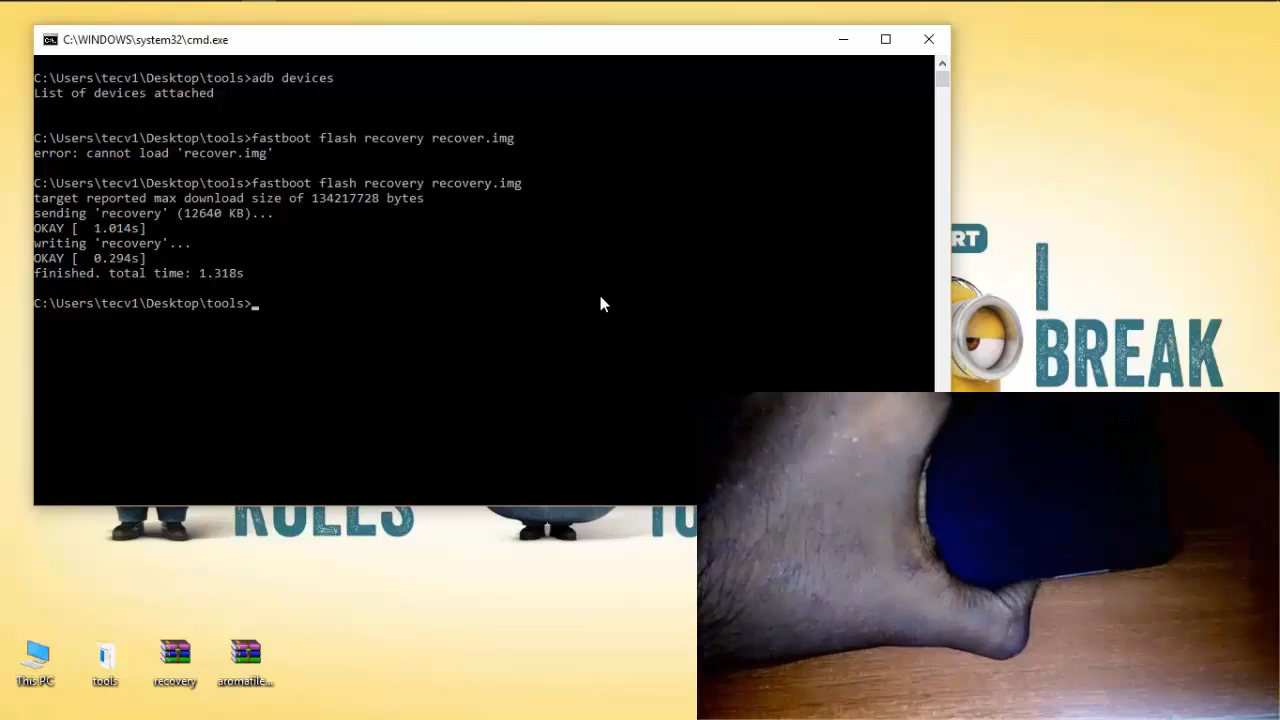 C:\WINDOWS\system32\cmd.exe
C:\Users\tecv1\Desktop\tools>adb devices
List of devices attached
C:\Users\tecv1\Desktop\tools>fastboot flash recovery recover.img
error: cannot load 'recover.img'
C:\Users\tecv1\Desktop\tools>fastboot flash recovery recovery.img
target reported max download size of 134217728 bytes
sending 'recovery' (12640 KB)...
OKAY [  1.014s]
writing 'recovery'...
OKAY [  0.294s]
finished. total time: 1.318s
C:\Users\tecv1\Desktop\tools>_
RT
I
BREAK
This PC
tools
recovery
aromafile...